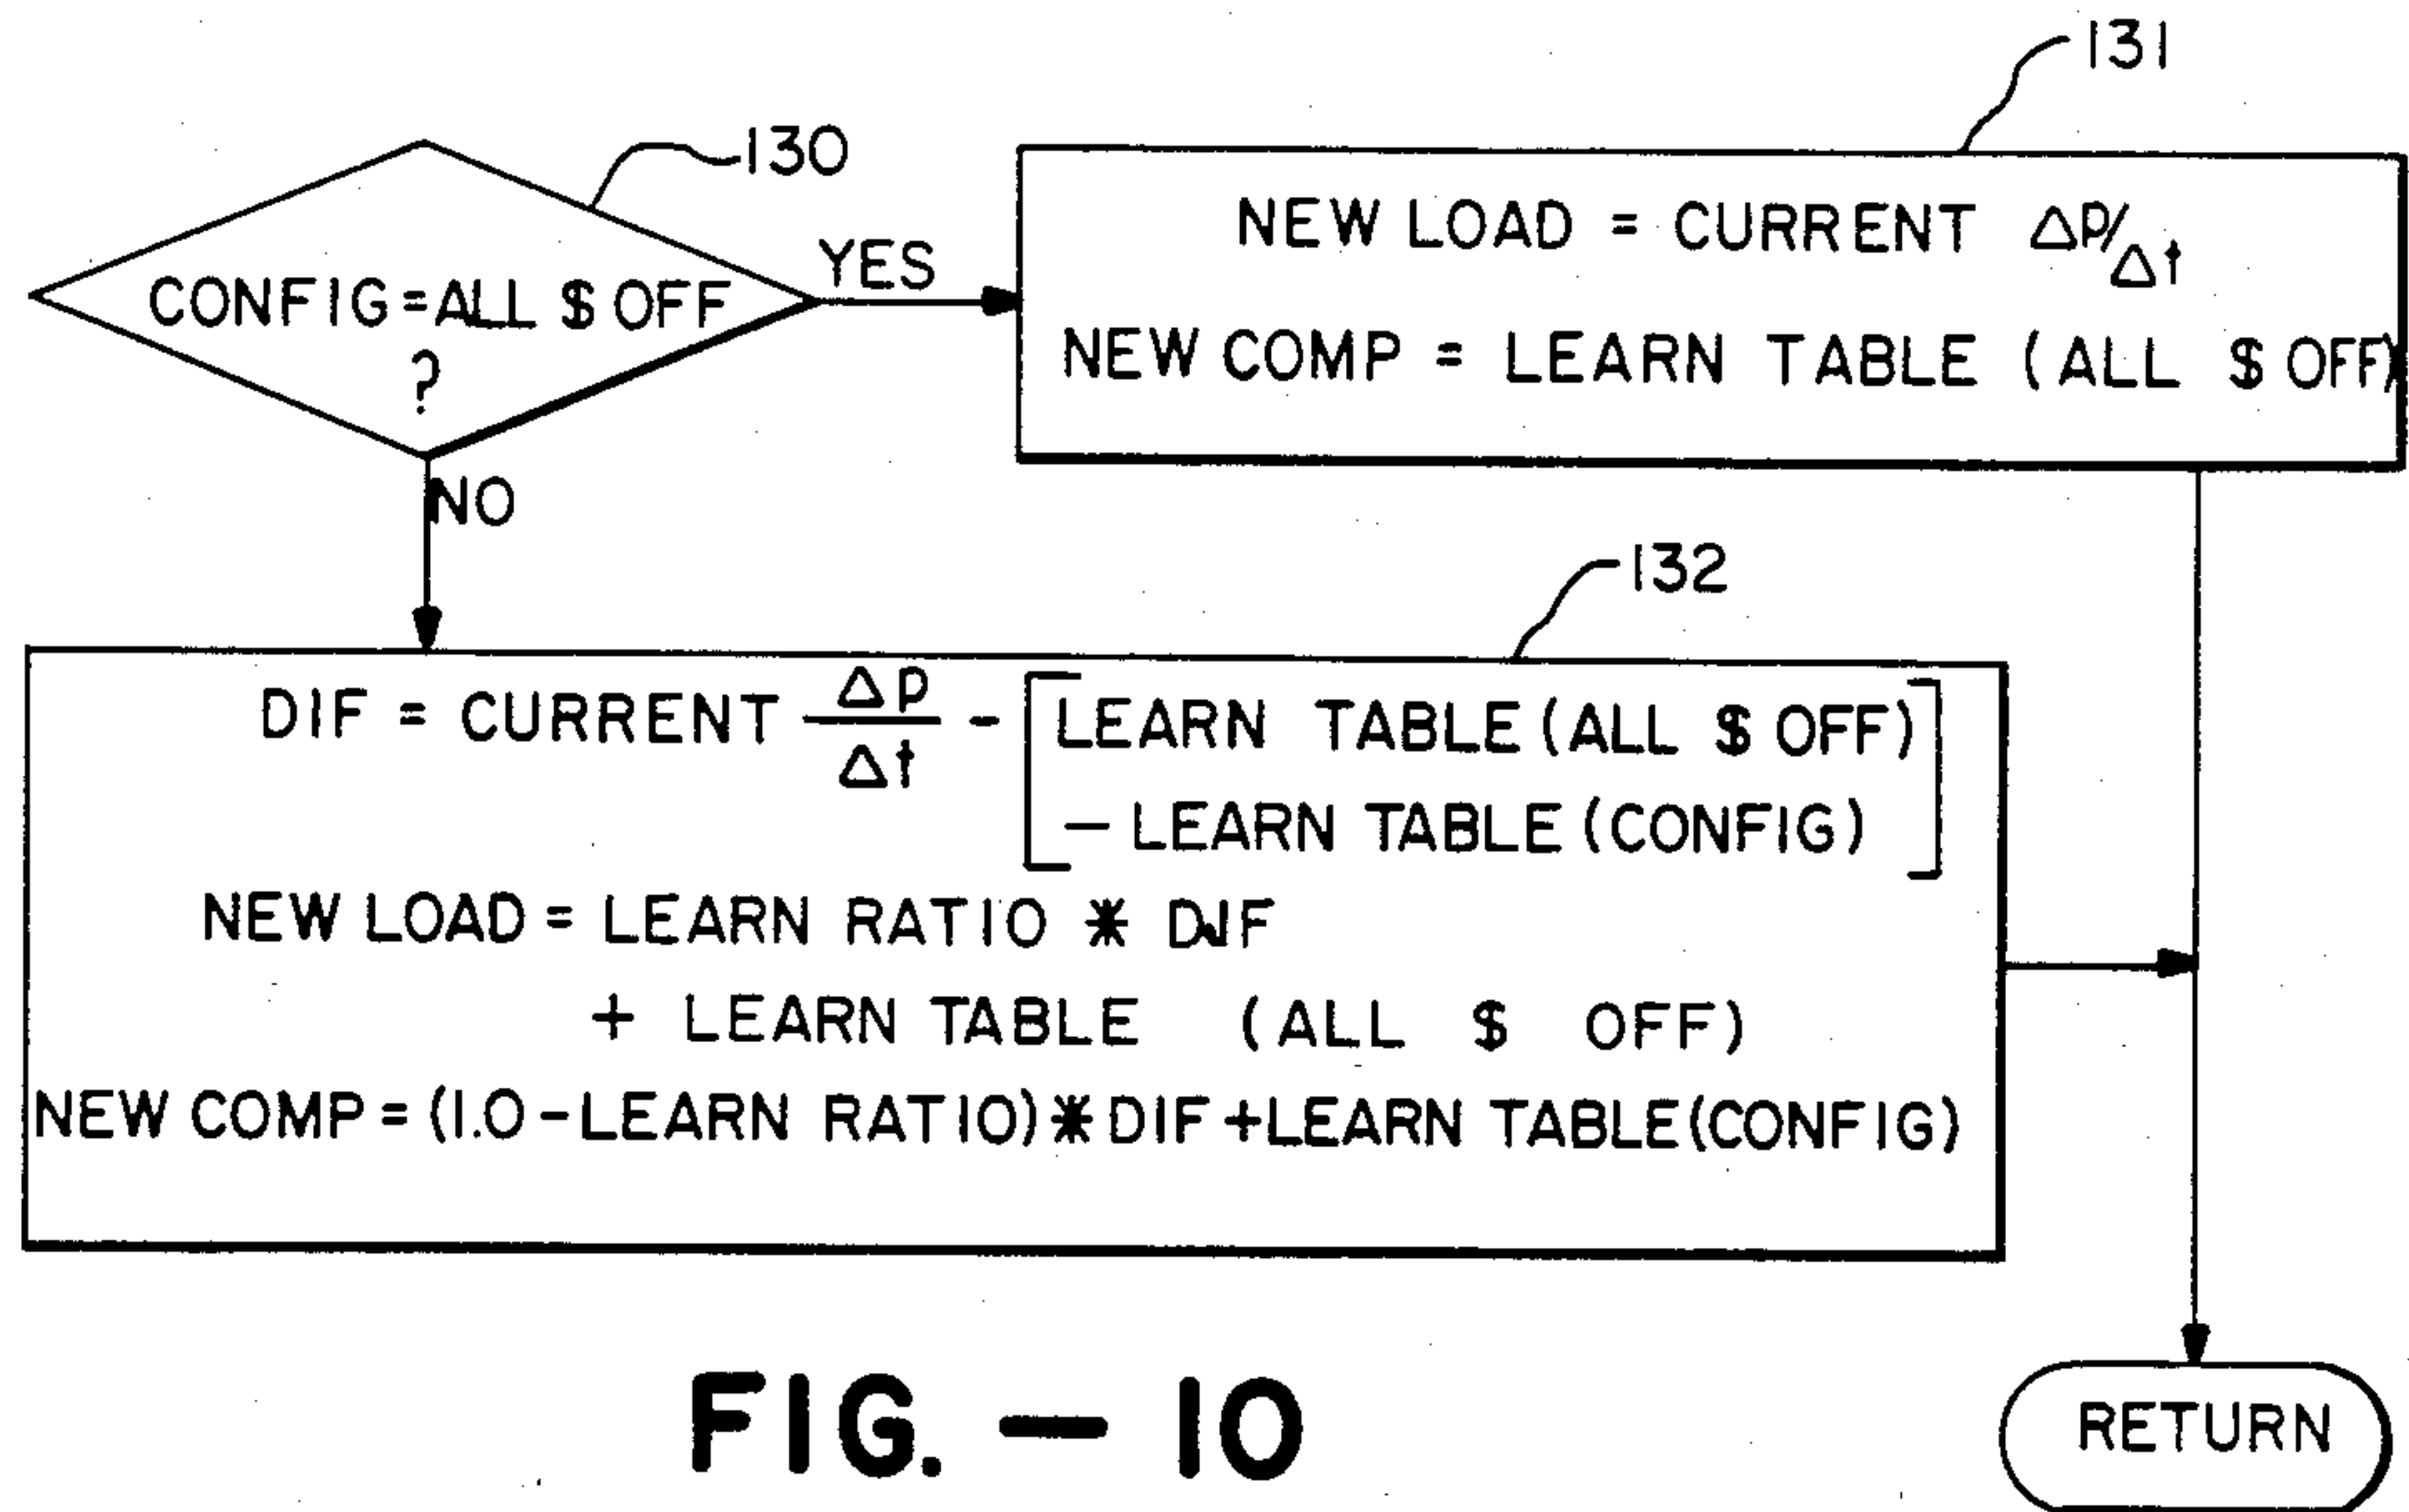 131
130
CONFIG=ALL $ OFF
?
YES
NEW LOAD = CURRENT Δp/Δt
NEW COMP = LEARN TABLE (ALL $ OFF)
NO
132
DIF = CURRENT Δp/Δt - [LEARN TABLE (ALL $ OFF)
- LEARN TABLE (CONFIG)]
NEW LOAD = LEARN RATIO * DIF
+ LEARN TABLE (ALL $ OFF)
NEW COMP = (1.0-LEARN RATIO)*DIF+LEARN TABLE(CONFIG)
RETURN
FIG.—10